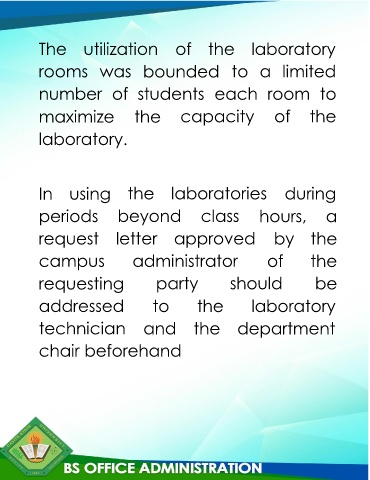 The utilization of the laboratory
rooms was bounded to a limited
number of students each room to
maximize the capacity of the
laboratory.
In using the laboratories during
periods beyond class hours, a
request letter approved by the
campus administrator of the
requesting party should be
addressed to the laboratory
technician and the department
chair beforehand
BS OFFICE ADMINISTRATION